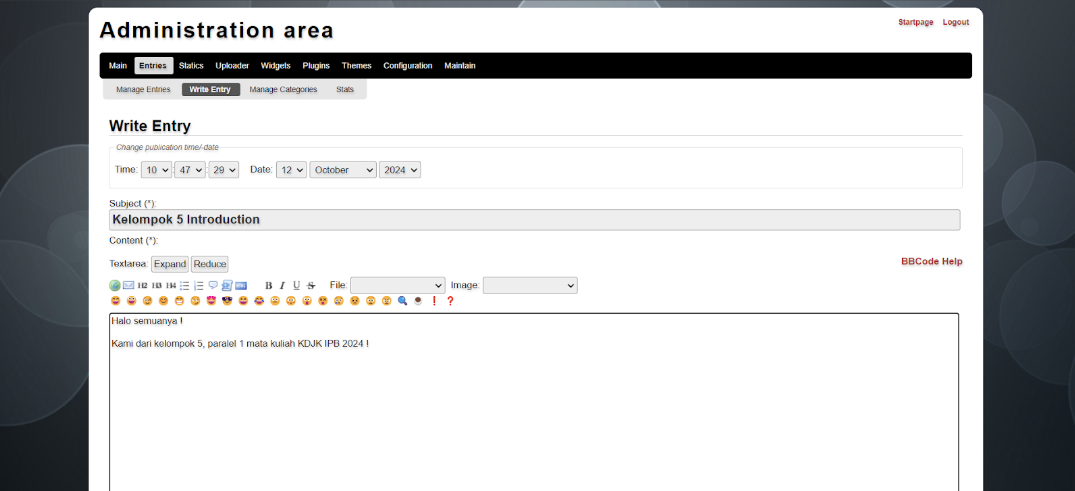 Administration area
Startpage Logout
Main Entries Statics Uploader Widgets Plugins Themes Configuration Maintain
Manage Entries Write Entry Manage Categories Stats
Write Entry
Change publication time/-date
Time: 10 : 47 : 29 Date: 12 October 2024
Subject (*):
Kelompok 5 Introduction
Content (*):
Textarea: Expand Reduce
BBCode Help
H2 H3 H4 B I U S File: Image:
Halo semuanya !
Kami dari kelompok 5, paralel 1 mata kuliah KDJK IPB 2024 !